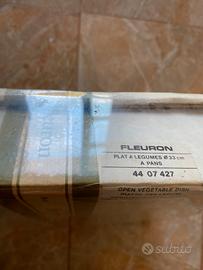 FLEURON
PLAT A LEGUMES Ø 33 cm
A PANS
44 07 427
OPEN VEGETABLE DISH
subito